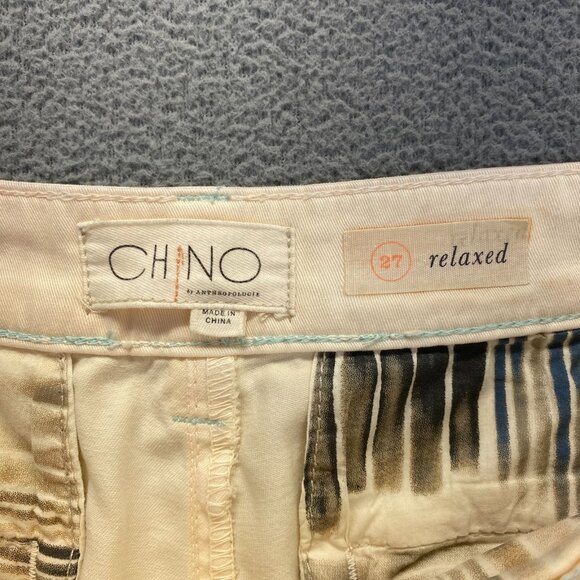 CHINO
by ANTHROPOLOGIE
MADE IN
CHINA
27 relaxed